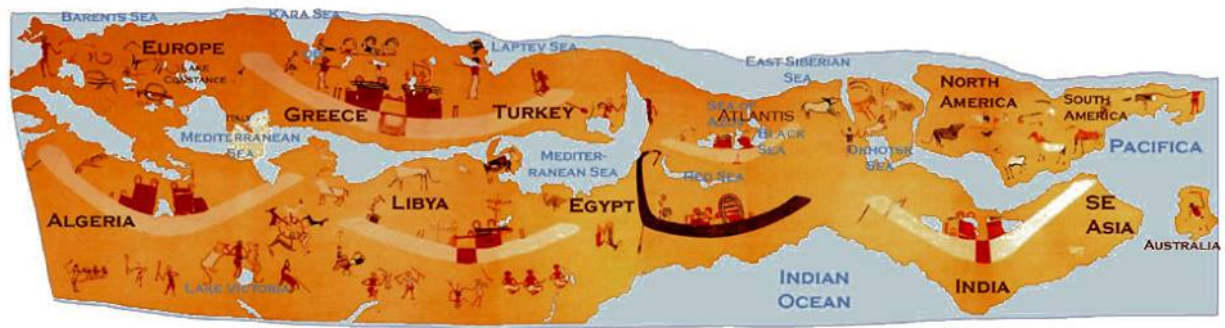 BARENTS SEA
KARA SEA
EUROPE
LAKE
CONSTANCE
LAPTEV SEA
EAST SIBERIAN
SEA
NORTH
AMERICA
SOUTH
AMERICA
GREECE
TURKEY
SEA OF
ATLANTIS
BLACK
SEA
ITALY
MEDITERRANEAN
SEA
MEDITER-
RANEAN SEA
RED SEA
OKHOTSK
SEA
PACIFICA
ALGERIA
LIBYA
EGYPT
SE
ASIA
AUSTRALIA
LAKE VICTORIA
INDIAN
OCEAN
INDIA